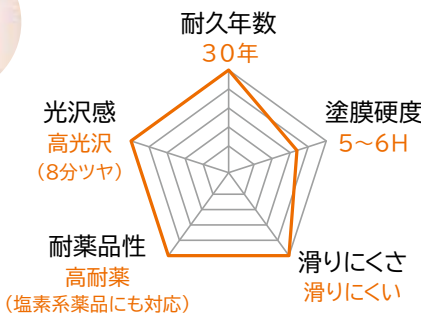 耐久年数
30年
光沢感
高光沢
(8分ツヤ)
塗膜硬度
5〜6H
耐薬品性
高耐薬
(塩素系薬品にも対応)
滑りにくさ
滑りにくい